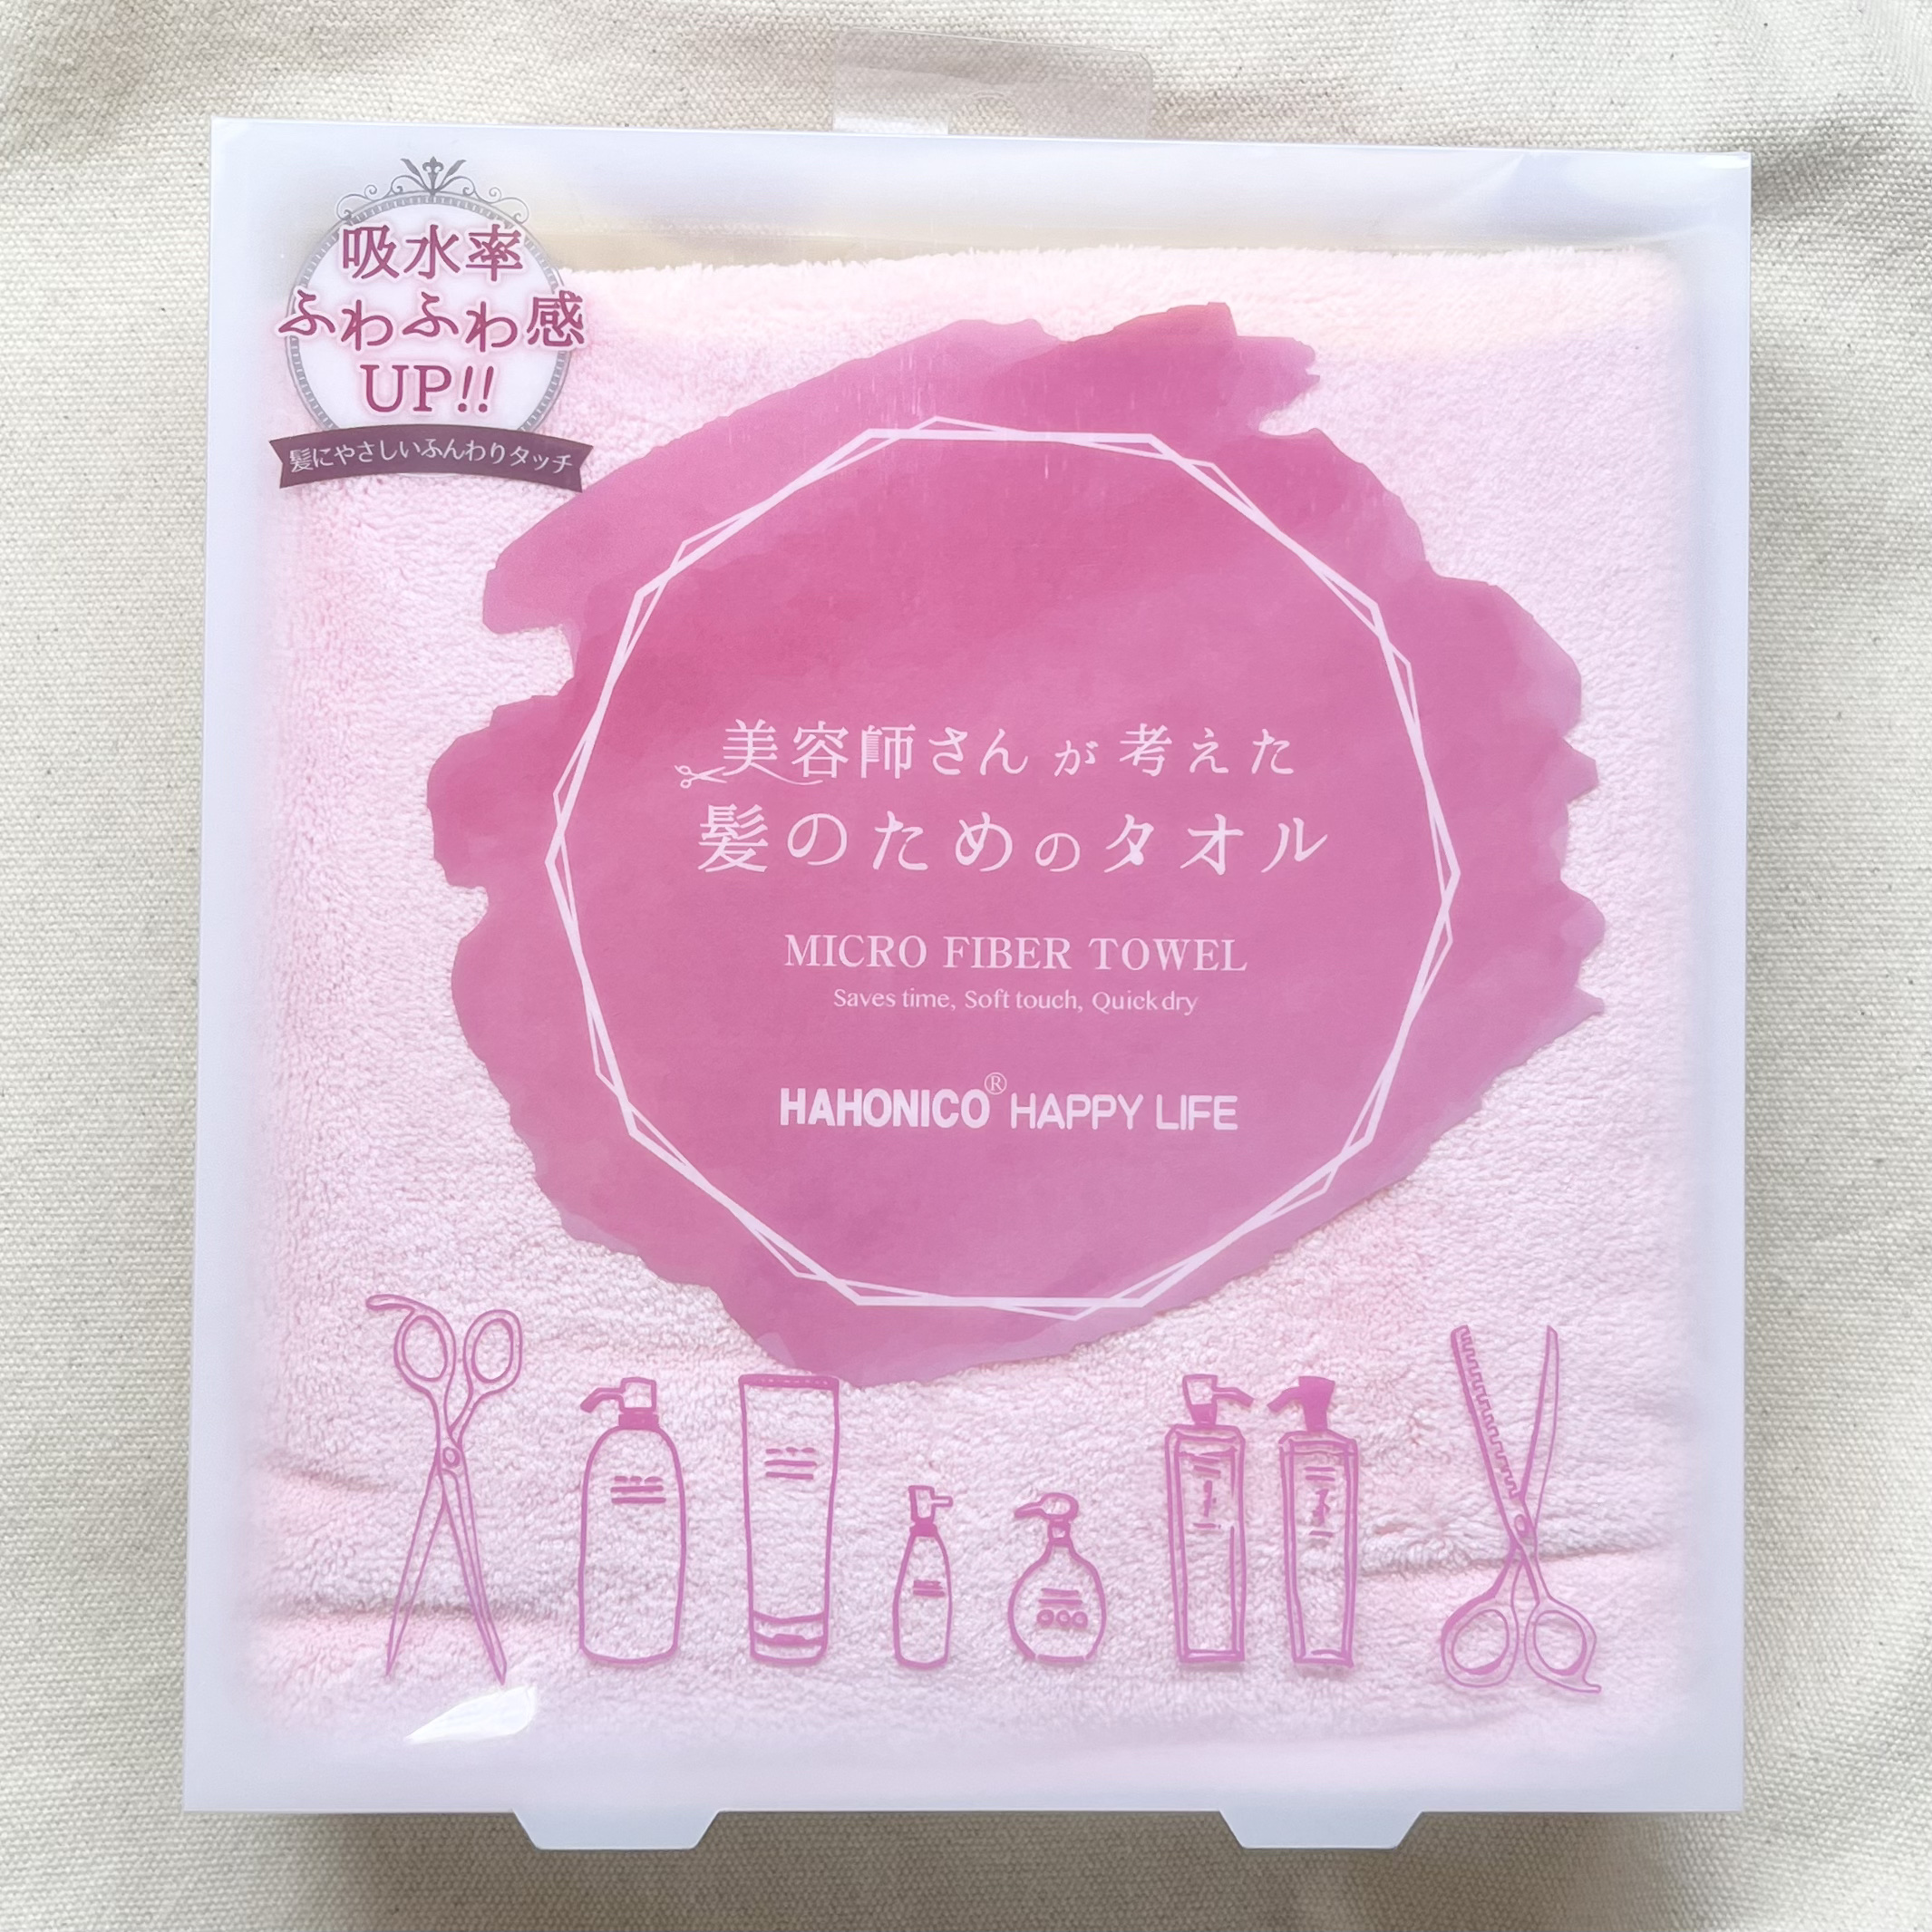 吸水率
ふわふわ感
UP!!
髪にやさしいふんわりタッチ
美容師さんが考えた
髪のためのタオル
MICRO FIBER TOWEL
Saves time, Soft touch, Quick dry
HAHONICO® HAPPY LIFE